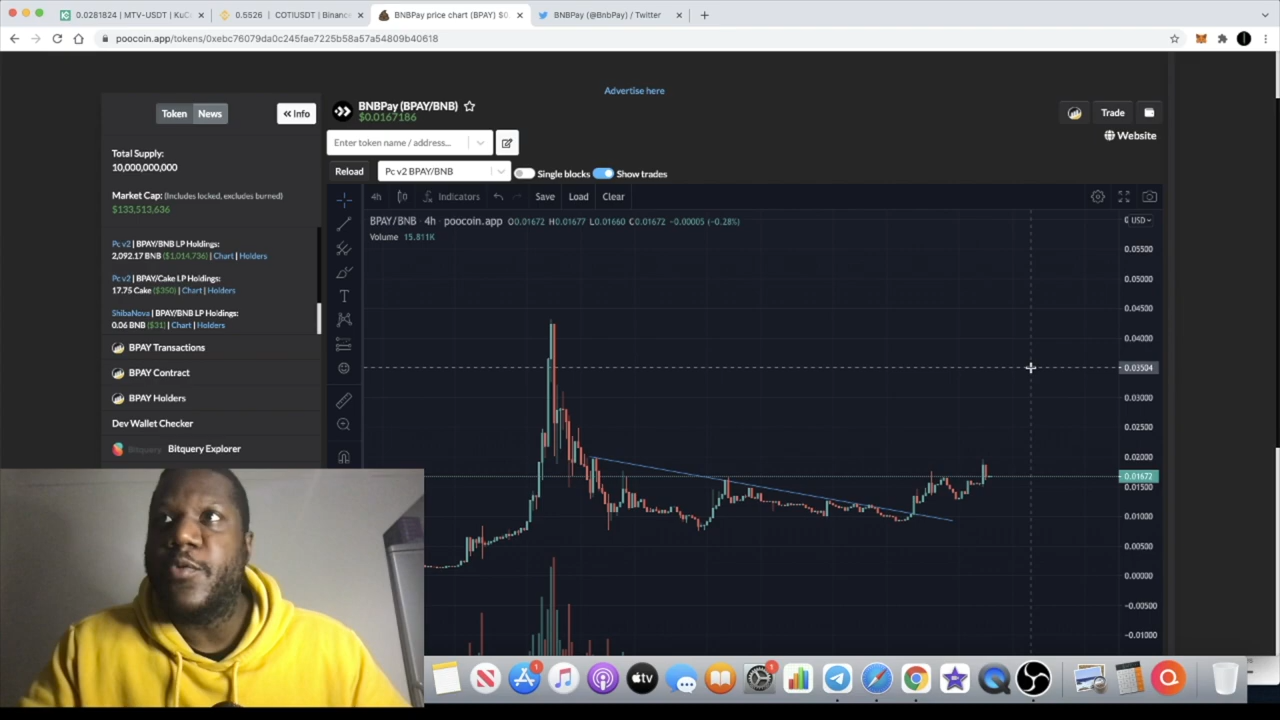 0.0281824 | MTV-USDT | KuC
0.5526 | COTIUSDT | Binanc
BNBPay price chart (BPAY) $0.
BNBPay (@BnbPay) / Twitter
poocoin.app/tokens/0xebc76079da0c245fae7225b58a57a54809b40618
Advertise here
Token
News
« Info
BNBPay (BPAY/BNB)
$0.0167186
Trade
Website
Enter token name / address...
Total Supply:
10,000,000,000
Reload
Pc v2 BPAY/BNB
Single blocks
Show trades
Market Cap: (Includes locked, excludes burned)
$133,513,636
4h
Indicators
Save
Load
Clear
BPAY/BNB · 4h · poocoin.app O0.01672 H0.01677 L0.01660 C0.01672 −0.00005 (−0.28%)
USD
Volume 15.811K
Pc v2 | BPAY/BNB LP Holdings:
2,092.17 BNB ($1,014,736) | Chart | Holders
Pc v2 | BPAY/Cake LP Holdings:
17.75 Cake ($350) | Chart | Holders
ShibaNova | BPAY/BNB LP Holdings:
0.06 BNB ($31) | Chart | Holders
BPAY Transactions
BPAY Contract
BPAY Holders
Dev Wallet Checker
Bitquery Bitquery Explorer
0.05500
0.05000
0.04500
0.04000
0.03504
0.03000
0.02500
0.02000
0.01672
0.01500
0.01000
0.00500
0.00000
−0.00500
−0.01000
tv
1
1